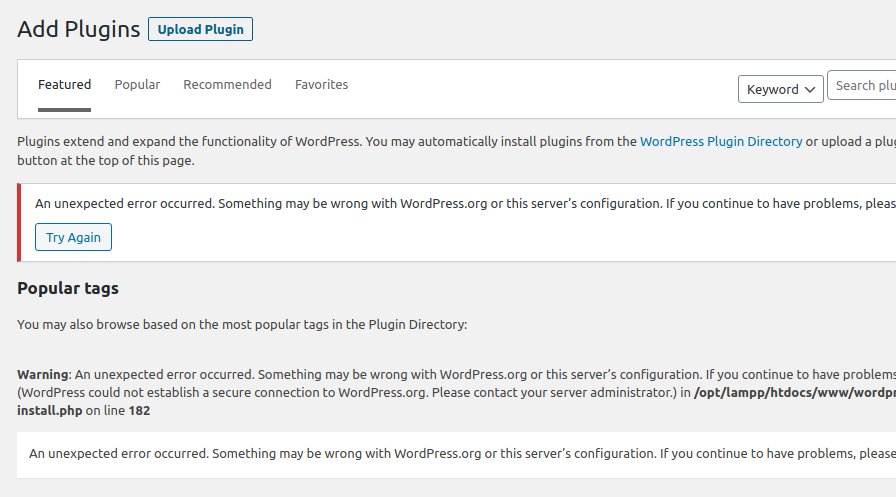 Add Plugins Upload Plugin
Featured Popular Recommended Favorites Keyword Search
Plugins extend and expand the functionality of WordPress. You may automatically install plugins from the WordPress Plugin Directory or upload a
button at the top of this page.
An unexpected error occurred. Something may be wrong with WordPress.org or this server’s configuration. If you continue to have problems,
Try Again
Popular tags
You may also browse based on the most popular tags in the Plugin Directory:
Warning: An unexpected error occurred. Something may be wrong with WordPress.org or this server’s configuration. If you continue to have problems
(WordPress could not establish a secure connection to WordPress.org. Please contact your server administrator.) in /opt/lampp/htdocs/www/
install.php on line 182
An unexpected error occurred. Something may be wrong with WordPress.org or this server’s configuration. If you continue to have problems, please